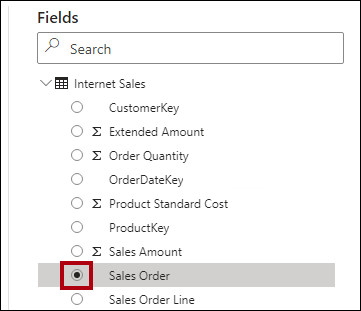 Fields
Search
Internet Sales
CustomerKey
Σ Extended Amount
Σ Order Quantity
OrderDateKey
Σ Product Standard Cost
ProductKey
Σ Sales Amount
Sales Order
Sales Order Line